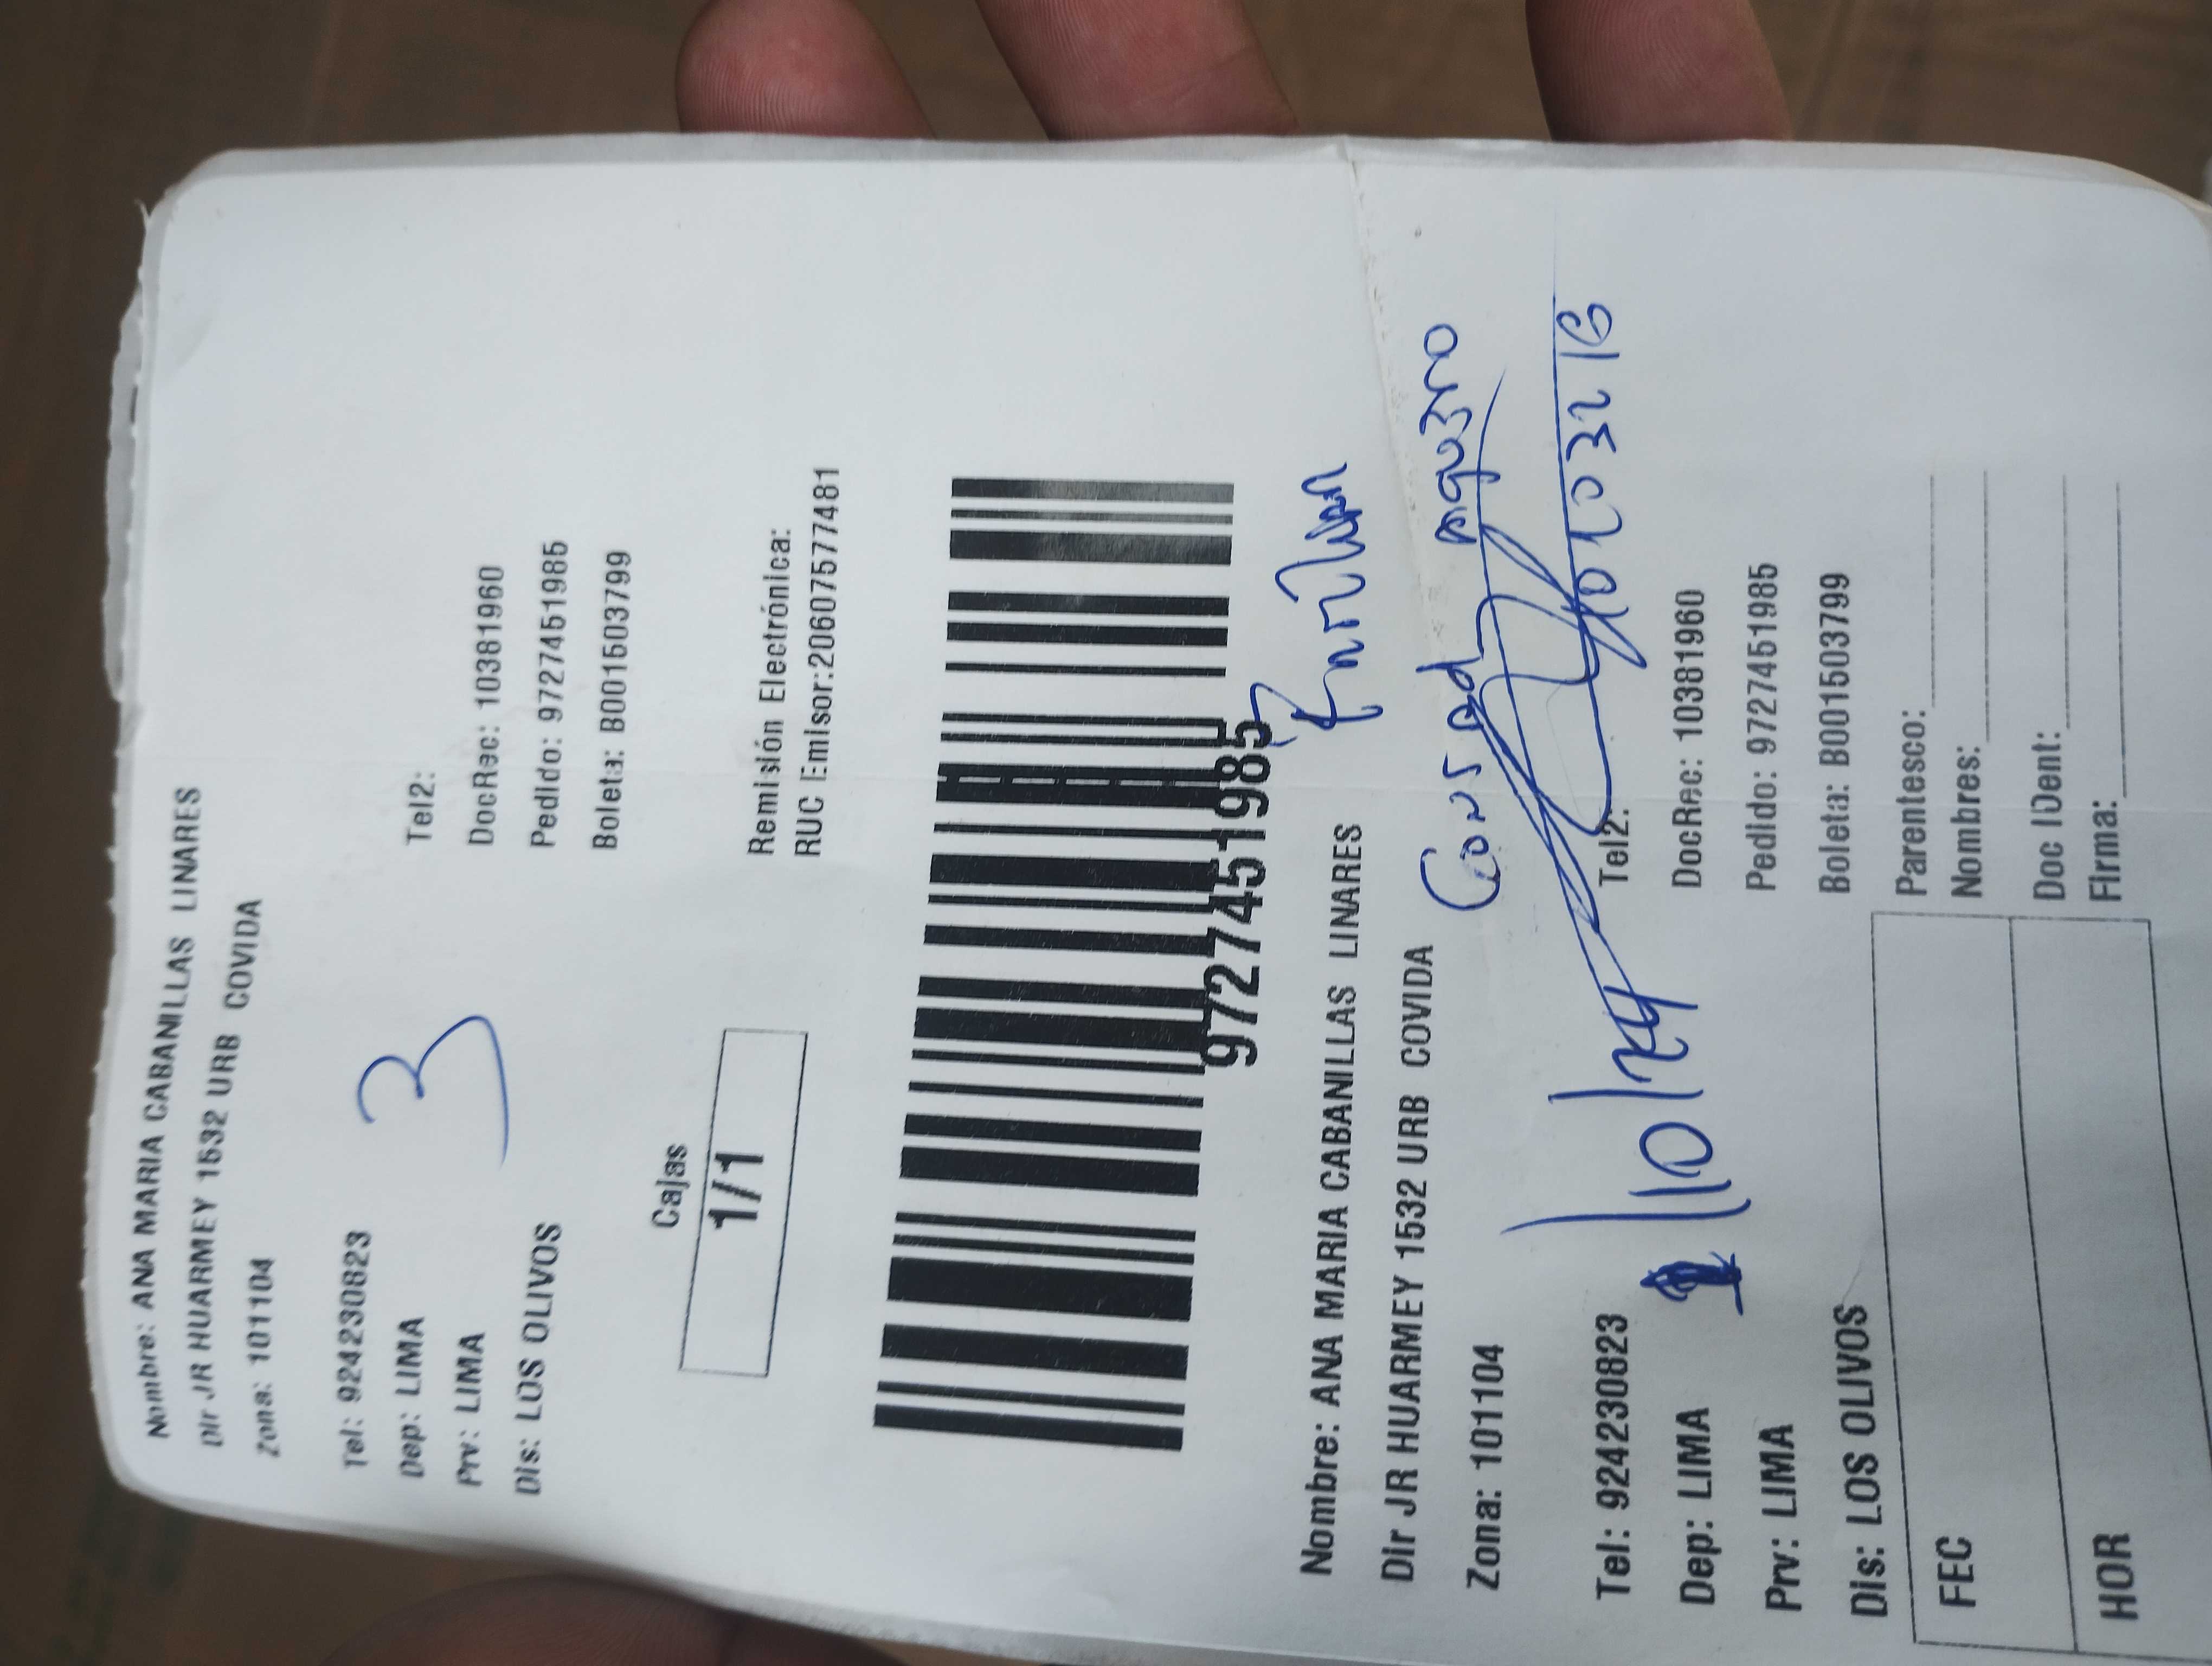 Nombre: ANA MARIA CABANILLAS LINARES
Dir JR HUARMEY 1532 URB COVIDA
Zona: 101104
Tel: 924230823
Tel2:
Dep: LIMA
DocRec: 10381960
Prv: LIMA
Pedido: 9727451985
Dis: LOS OLIVOS
Boleta: B001503799
3
Cajas
1/1
Remisión Electrónica:
RUC Emisor:20607577481
9727451985
Nombre: ANA MARIA CABANILLAS LINARES
Dir JR HUARMEY 1532 URB COVIDA
Zona: 101104
Tel: 924230823
Tel2:
Dep: LIMA
1/10/24
DocRec: 10381960
Prv: LIMA
Pedido: 9727451985
Dis: LOS OLIVOS
Boleta: B001503799
FEC
Parentesco:
Nombres:
HOR
Doc IDent:
Firma: